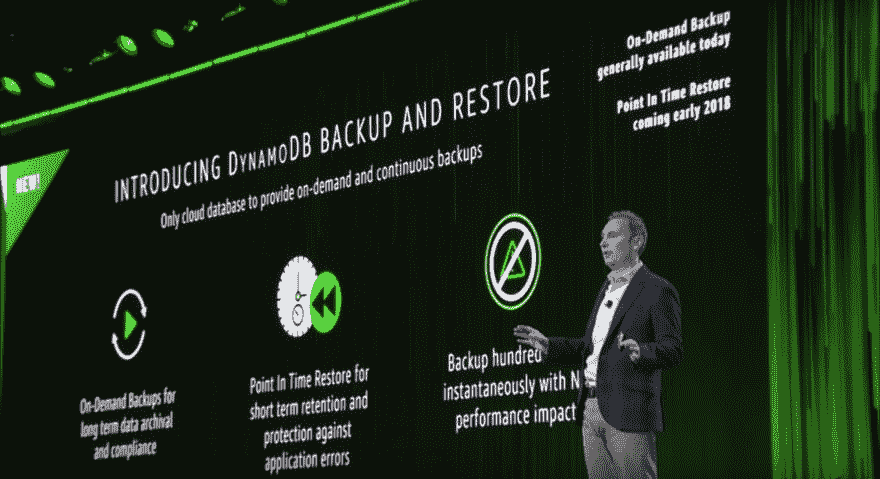 On-Demand Backup
generally available today
Point In Time Restore
coming early 2018
NEW!
INTRODUCING DYNAMODB BACKUP AND RESTORE
Only cloud database to provide on-demand and continuous backups
On-Demand Backups for
long term data archival
and compliance
Point In Time Restore for
short term retention and
protection against
application errors
Backup hundred
instantaneously with N
performance impact